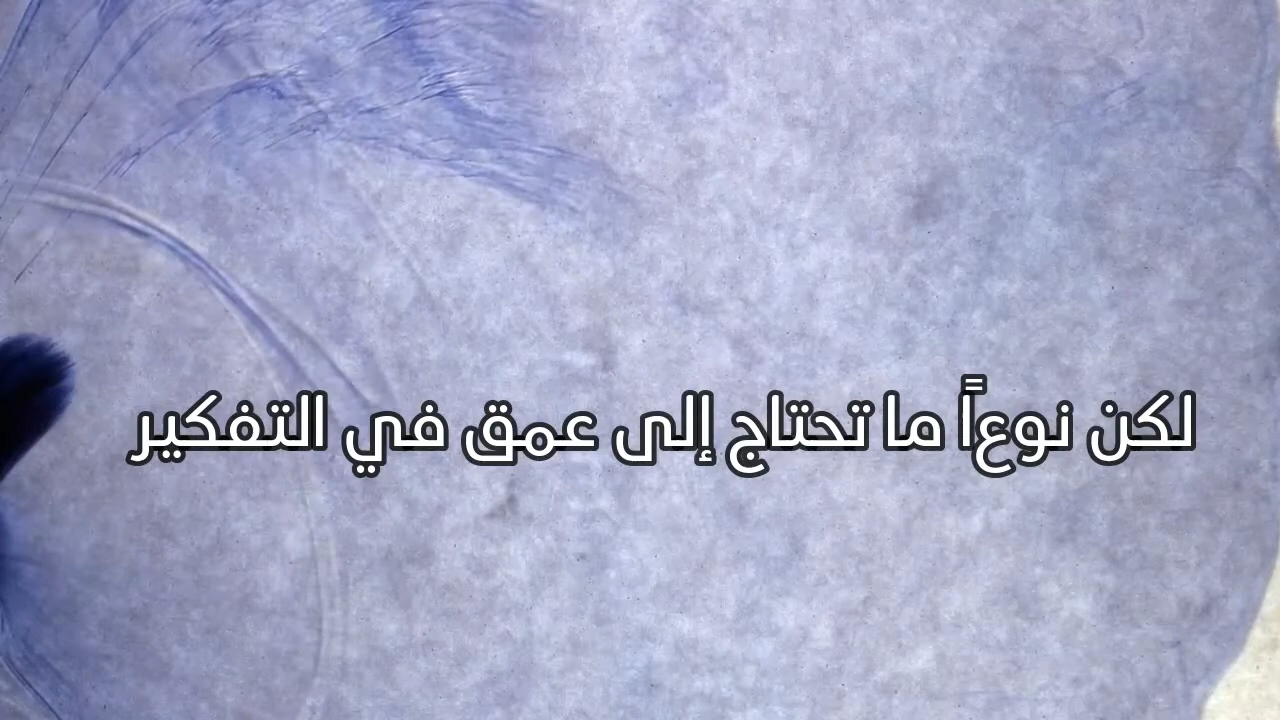 لكن نوعاً ما تحتاج إلى عمق في التفكير